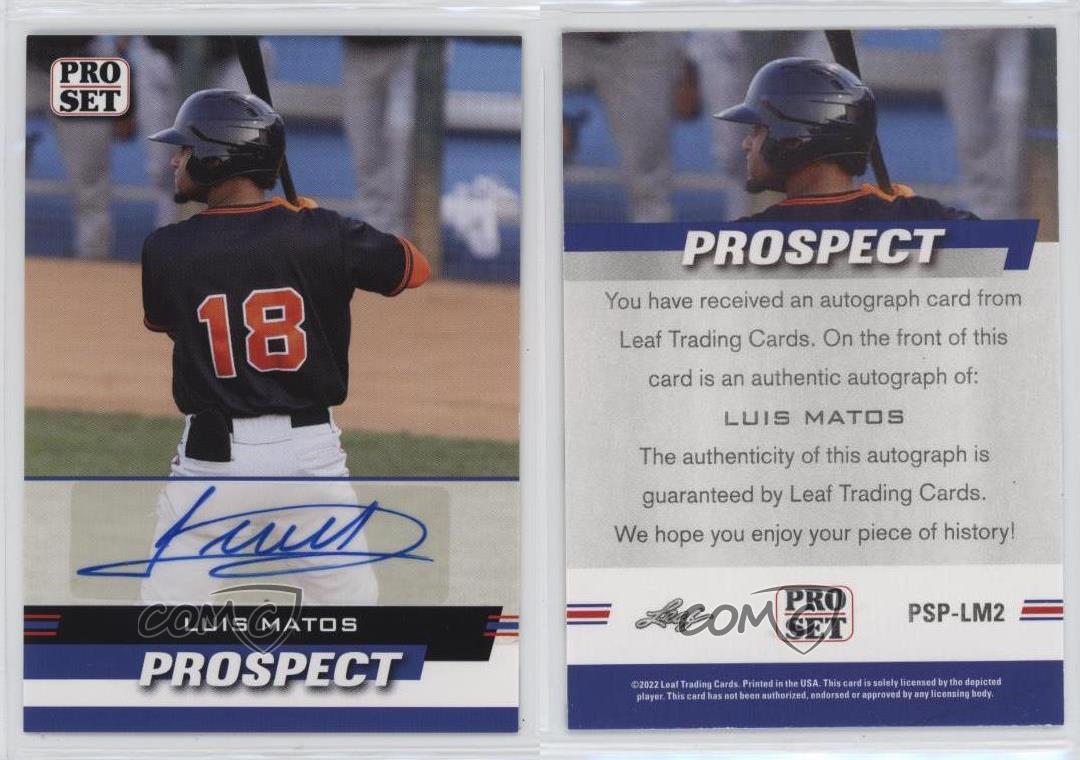 PRO
SET
18
LUIS MATOS
PROSPECT
COMC
PROSPECT
You have received an autograph card from
Leaf Trading Cards. On the front of this
card is an authentic autograph of:
LUIS MATOS
The authenticity of this autograph is
guaranteed by Leaf Trading Cards.
We hope you enjoy your piece of history!
Leaf
COMC
PRO
SET
PSP-LM2
©2022 Leaf Trading Cards. Printed in the USA. This card is solely licensed by the depicted
player. This card has not been authorized, endorsed or approved by any licensing body.